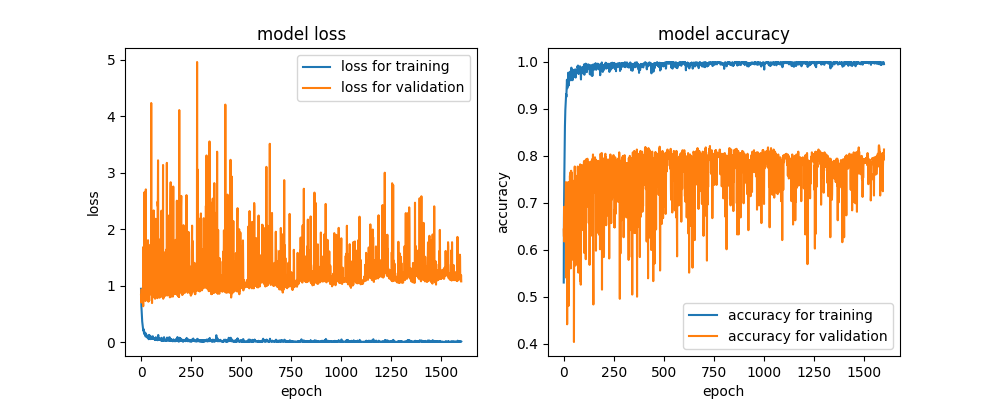 model loss
loss for training
loss for validation
5
4
3
2
1
0
loss
0 250 500 750 1000 1250 1500
epoch
model accuracy
1.0
0.9
0.8
0.7
0.6
0.5
0.4
accuracy
accuracy for training
accuracy for validation
0 250 500 750 1000 1250 1500
epoch